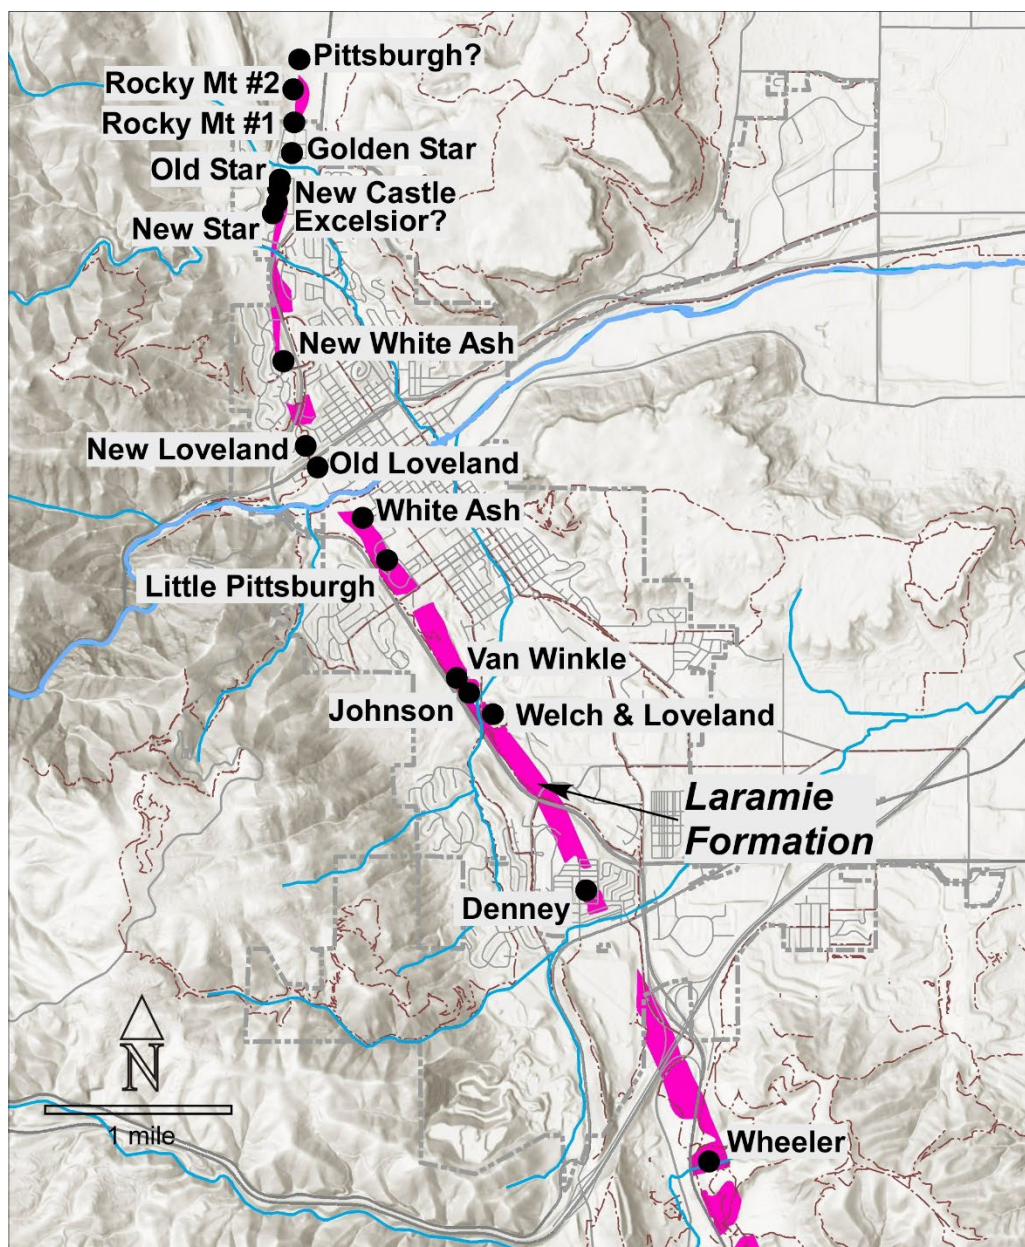 Pittsburgh?
Rocky Mt #2
Rocky Mt #1
Golden Star
Old Star
New Castle
Excelsior?
New Star
New White Ash
New Loveland
Old Loveland
White Ash
Little Pittsburgh
Van Winkle
Johnson
Welch & Loveland
Laramie
Formation
Denney
N
1 mile
Wheeler